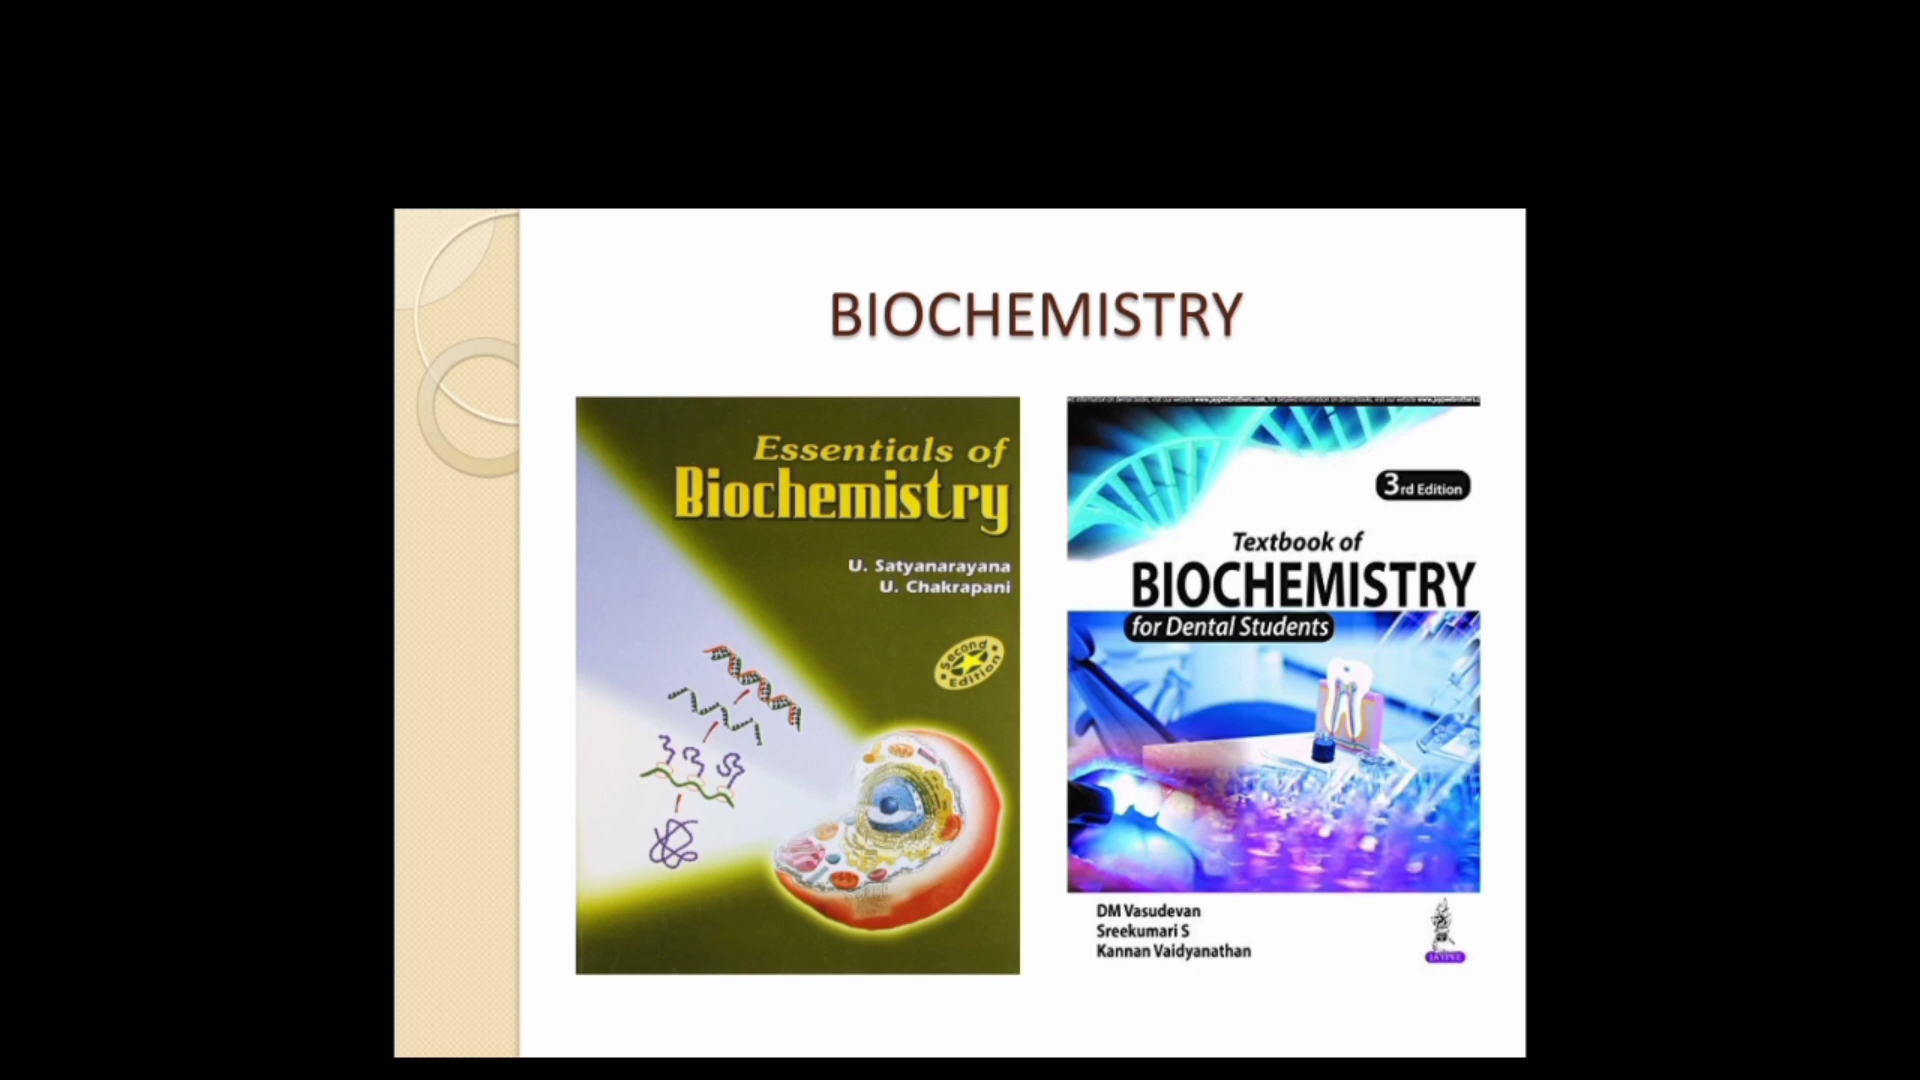 BIOCHEMISTRY
Essentials of
Biochemistry
U. Satyanarayana
U. Chakrapani
Second
Edition
3rd Edition
Textbook of
BIOCHEMISTRY
for Dental Students
DM Vasudevan
Sreekumari S
Kannan Vaidyanathan
JAYPEE